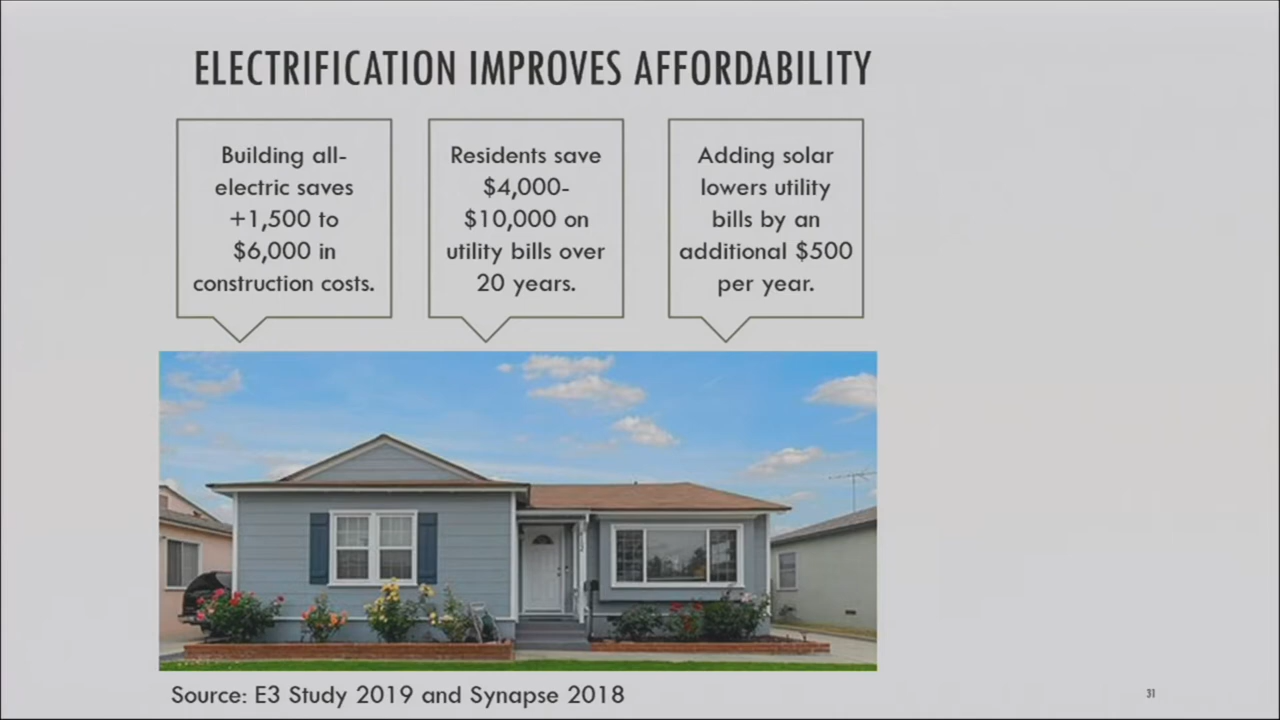 ELECTRIFICATION IMPROVES AFFORDABILITY
Building all-
electric saves
+1,500 to
$6,000 in
construction costs.
Residents save
$4,000-
$10,000 on
utility bills over
20 years.
Adding solar
lowers utility
bills by an
additional $500
per year.
Source: E3 Study 2019 and Synapse 2018
31